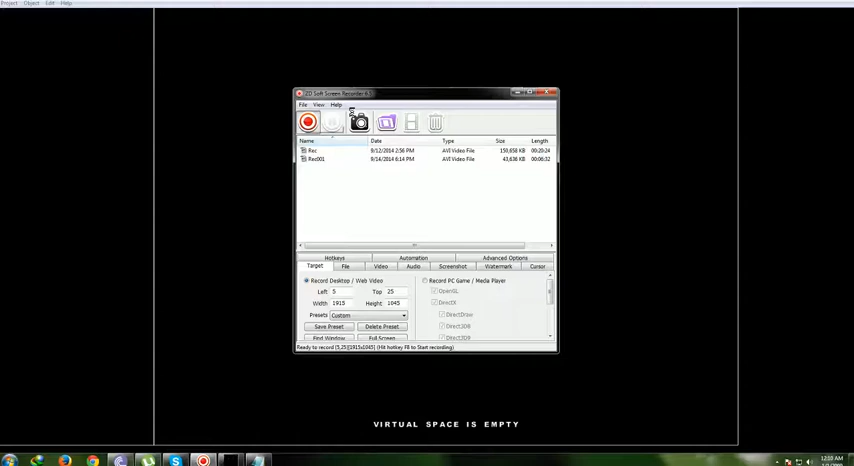 Project Object Edit Help
ZD Soft Screen Recorder 6.
File View Help
Name Date Type Size Length
Rec 9/12/2014 2:56 PM AVI Video File 150,658 KB 00:20:24
Rec001 9/14/2014 6:14 PM AVI Video File 43,636 KB 00:06:32
Hotkeys Automation Advanced Options
Target File Video Audio Screenshot Watermark Cursor
Record Desktop / Web Video Record PC Game / Media Player
Left 5 Top 25 OpenGL
Width 1915 Height 1045 DirectX
Presets Custom DirectDraw
Save Preset Delete Preset Direct3D8
Find Window Full Screen Direct3D9
Ready to record (5,25)[1915x1045] (Hit hotkey F8 to Start recording)
VIRTUAL SPACE IS EMPTY
12:10 AM